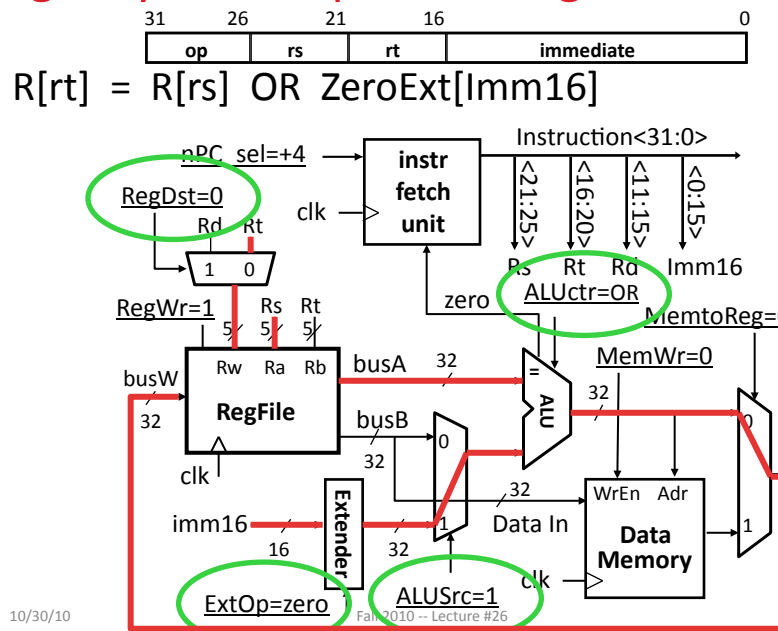 31 26 21 16 0
op rs rt immediate
R[rt] = R[rs] OR ZeroExt[Imm16]
Instruction<31:0>
nPC_sel=+4
instr
fetch
unit
RegDst=0
clk
<21:25>
<16:20>
<11:15>
<0:15>
Rd Rt
1 0
Rs Rt Rd Imm16
ALUctr=OR
zero
RegWr=1
Rs Rt
5 5 5
MemtoReg=
MemWr=0
Rw Ra Rb
busA 32
=
busW
32
RegFile
ALU
32
0
busB
0
32
clk
32
WrEn Adr
Extender
imm16
1
Data In
Data
Memory
1
16
32
clk
ExtOp=zero
ALUSrc=1
10/30/10
Fall 2010 -- Lecture #26